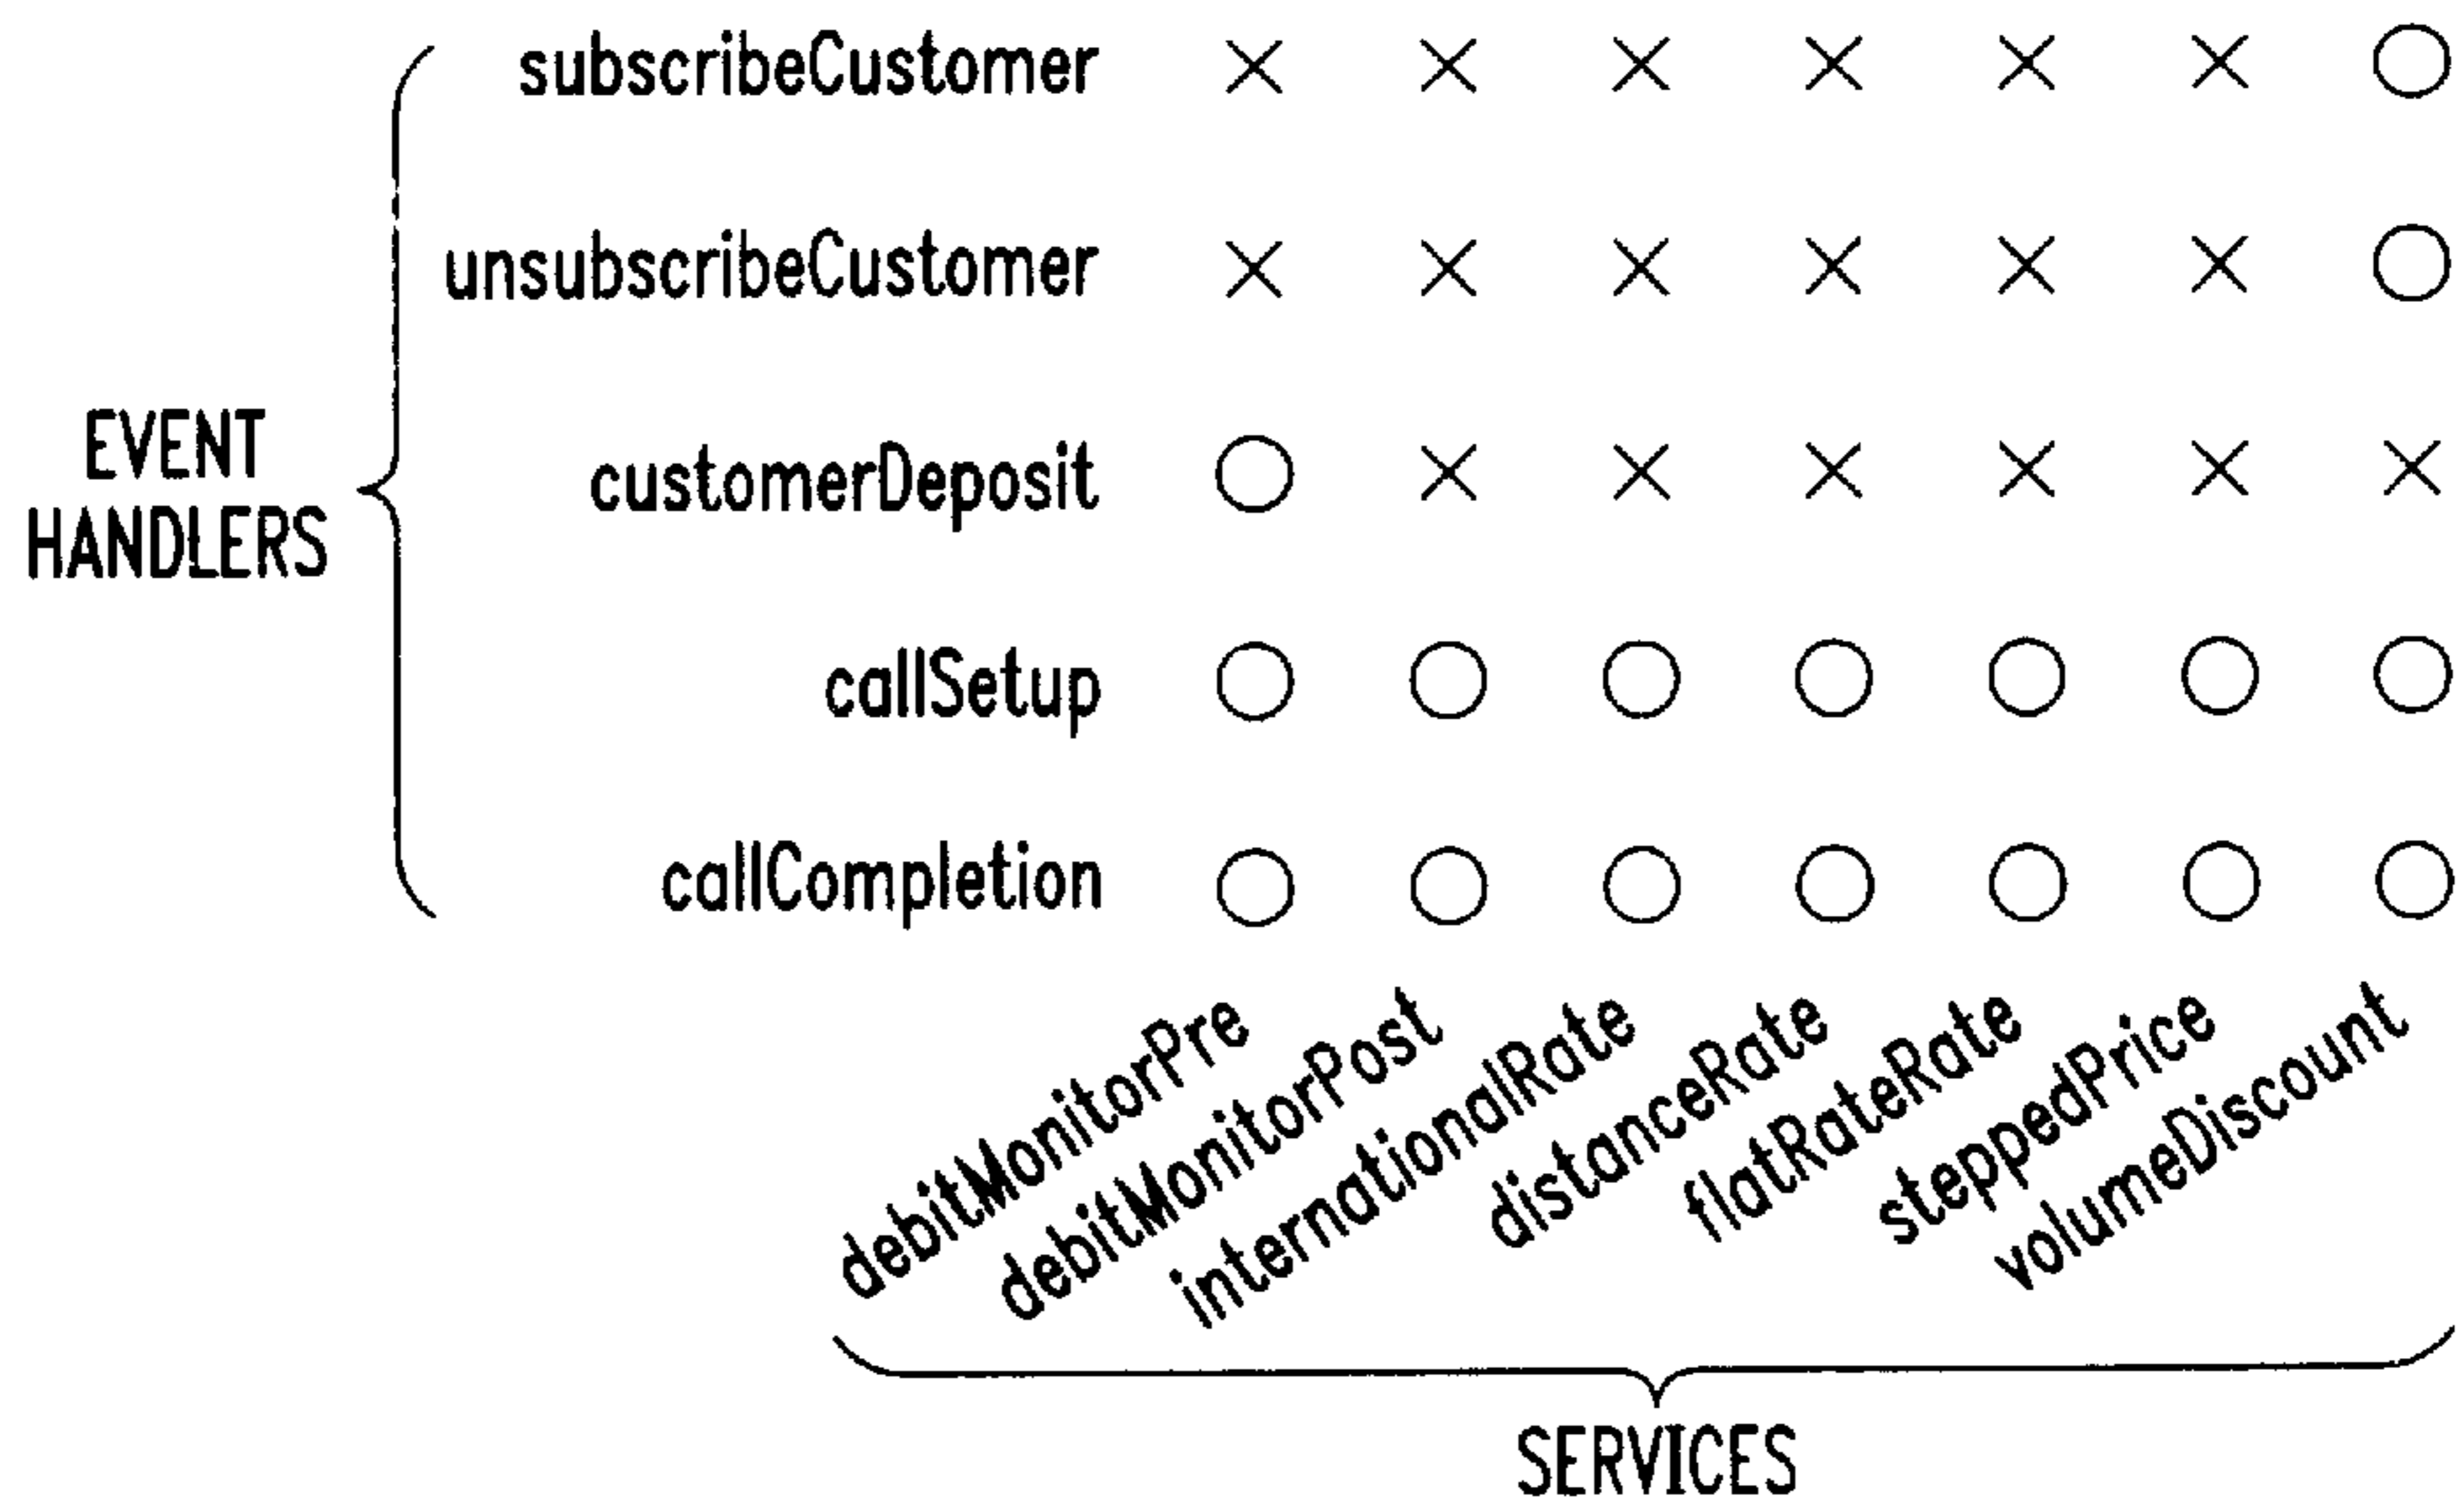 subscribeCustomer
unsubscribeCustomer
EVENT
HANDLERS
customerDeposit
callSetup
callCompletion
debitMonitorPre
debitMonitorPost
internationalRate
distanceRate
flatRateRate
steppedPrice
volumeDiscount
SERVICES